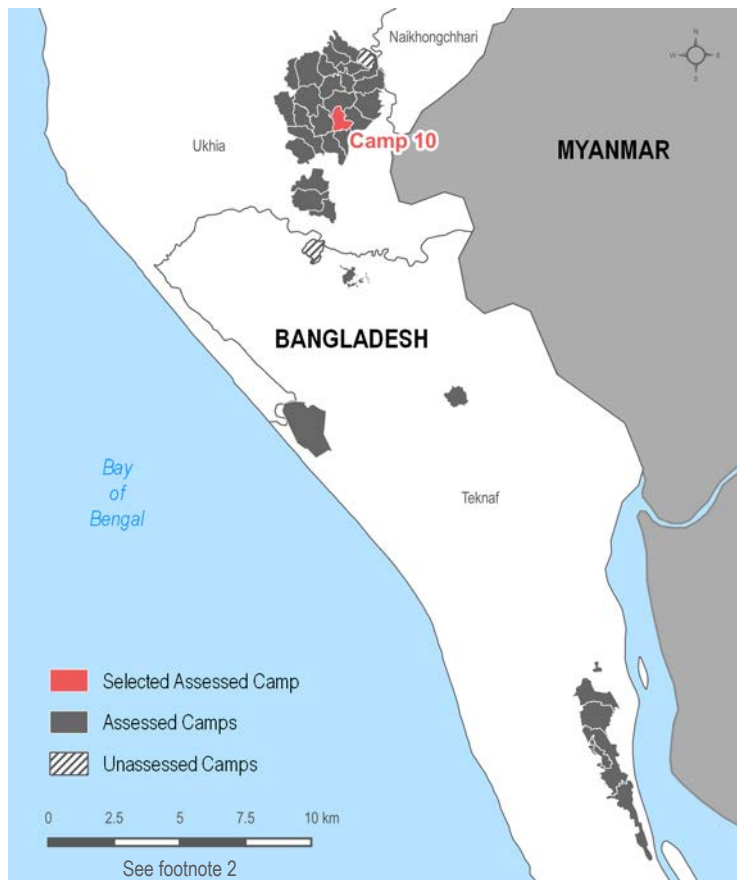 Naikhongchhari
N
W E
S
Ukhia
Camp 10
MYANMAR
BANGLADESH
Teknaf
Bay
of
Bengal
Selected Assessed Camp
Assessed Camps
Unassessed Camps
0 2.5 5 7.5 10 km
See footnote 2